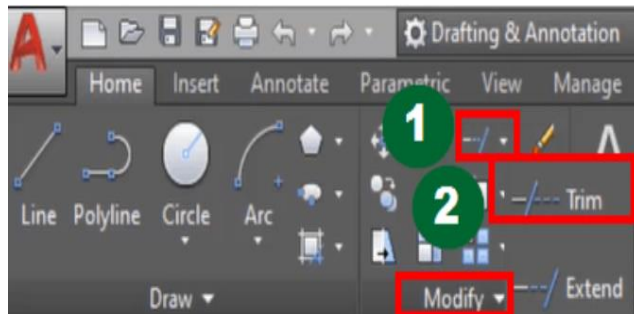 A
Drafting & Annotation
Home Insert Annotate Parametric View Manage
1
2
Trim
Line Polyline Circle Arc
Extend
Draw
Modify